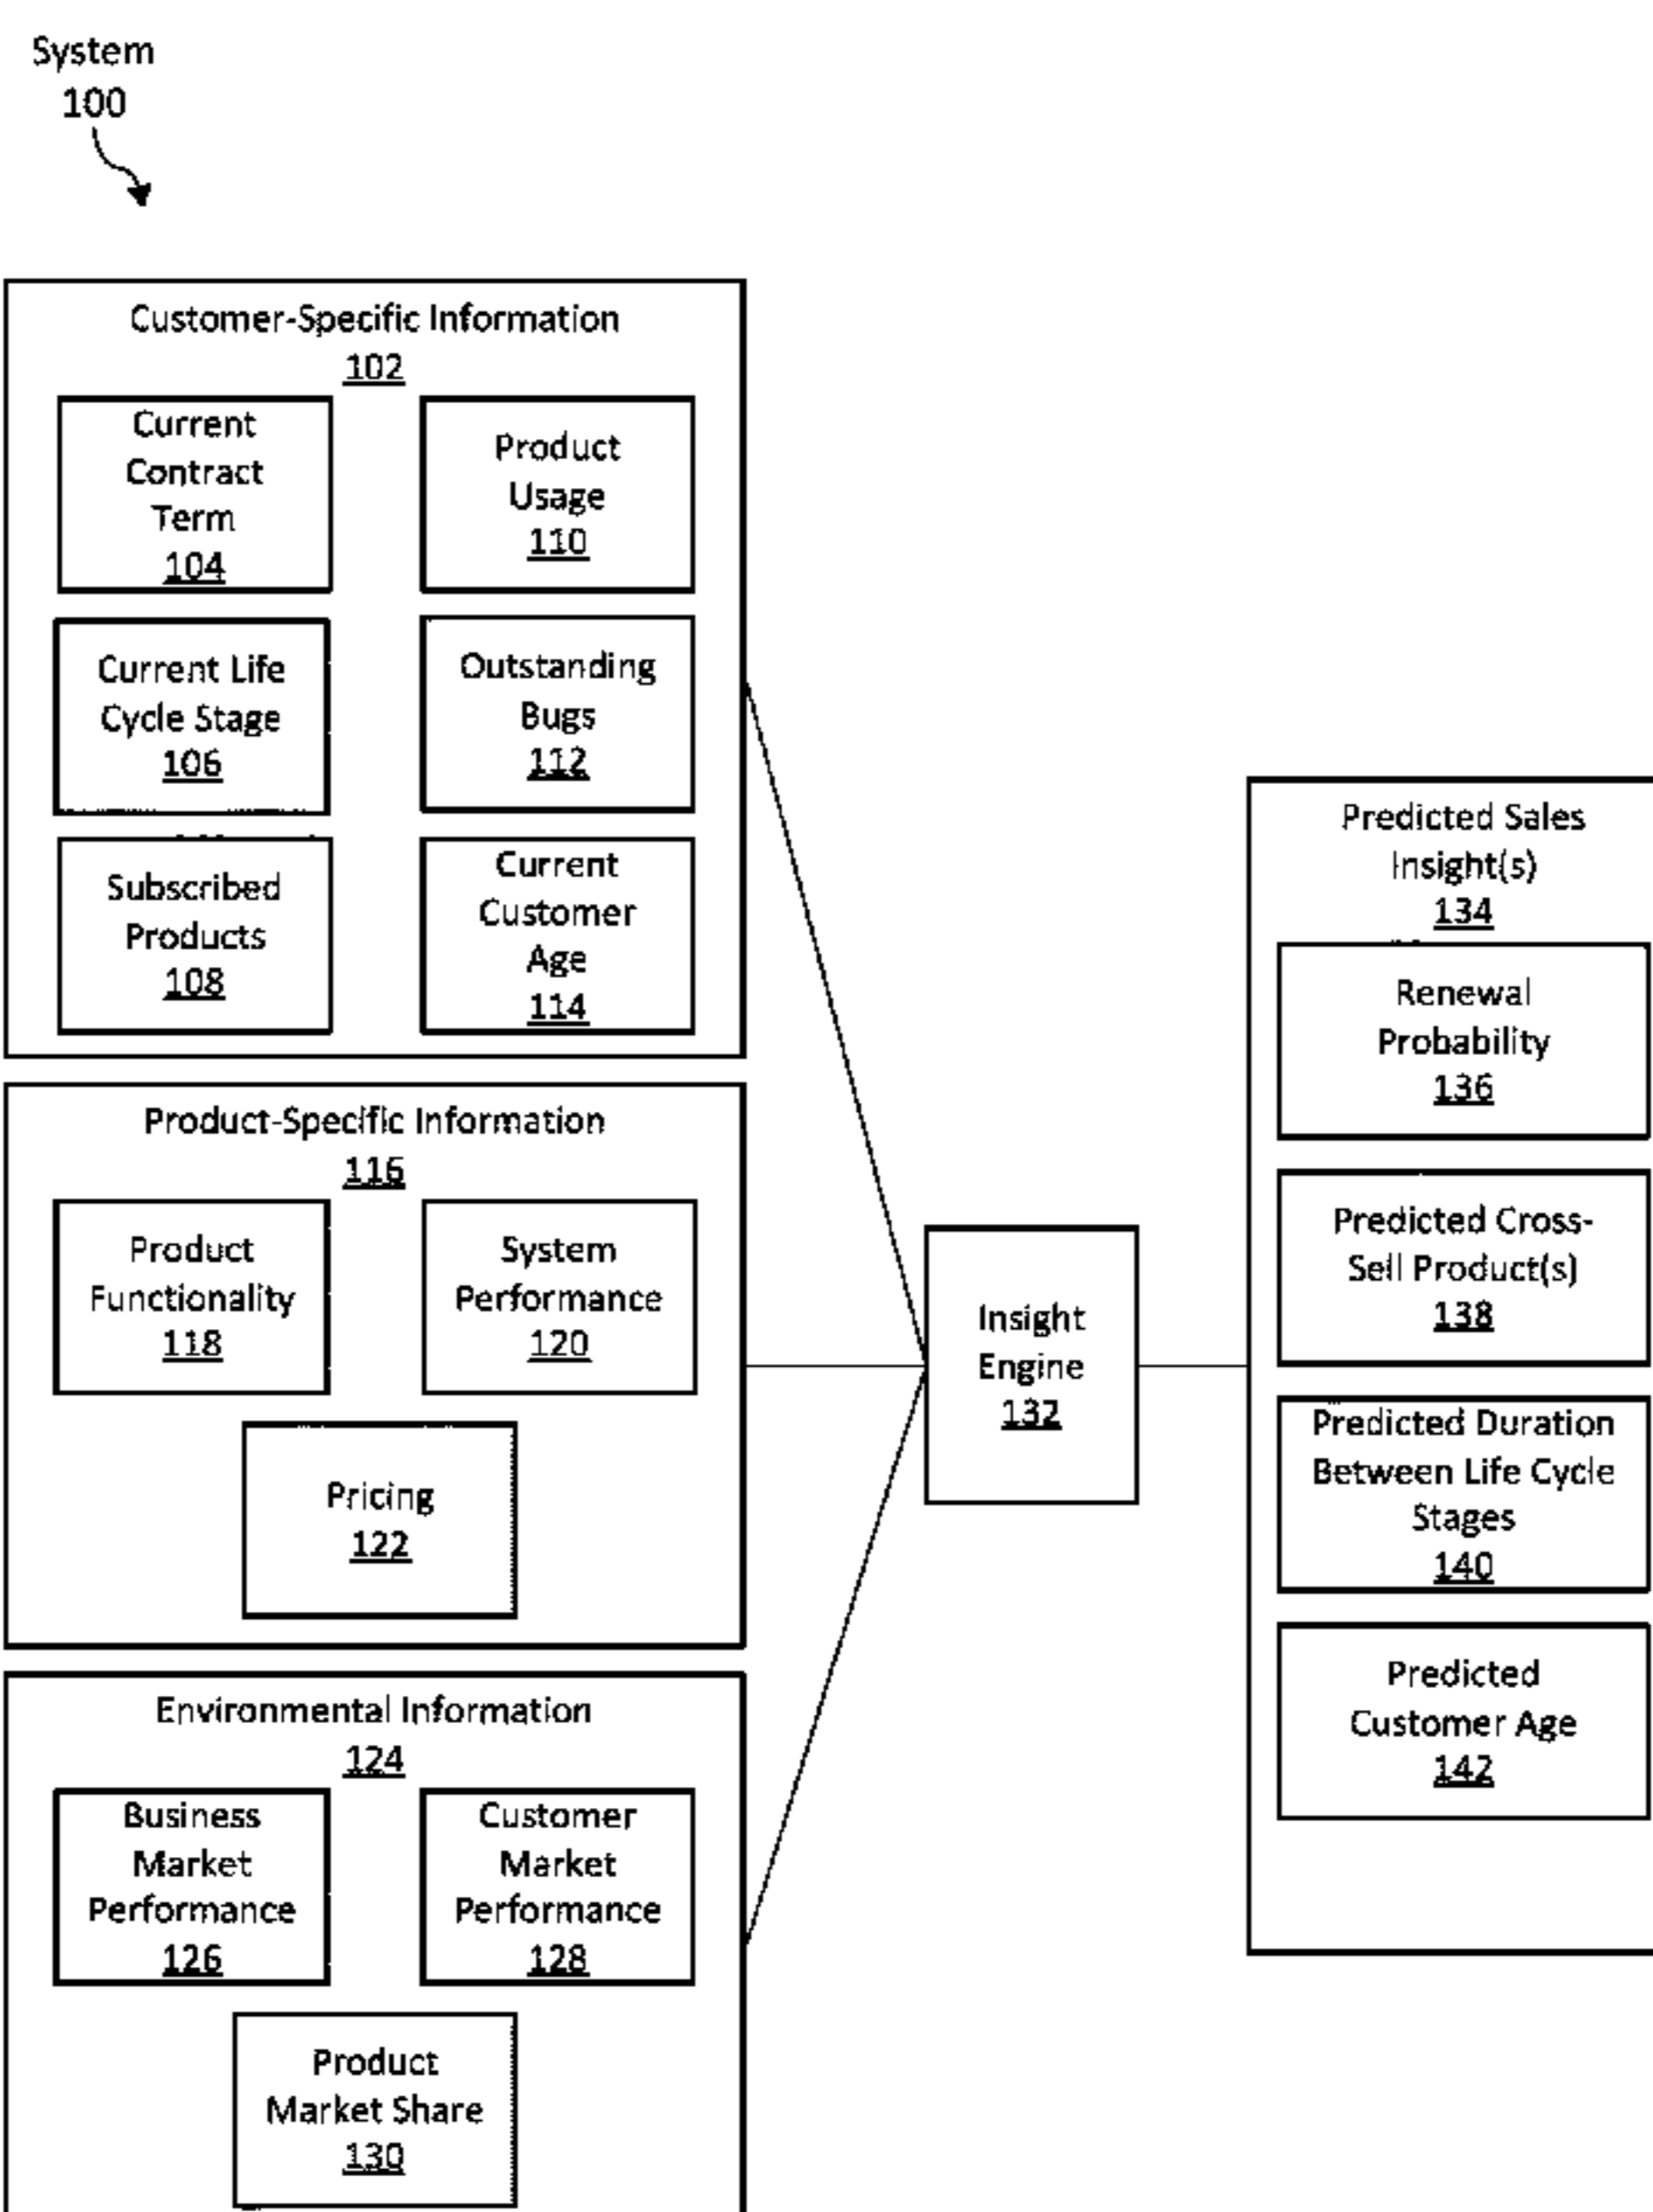 System
100
Customer-Specific Information
102
Current
Contract
Term
104
Product
Usage
110
Current Life
Cycle Stage
106
Outstanding
Bugs
112
Subscribed
Products
108
Current
Customer
Age
114
Product-Specific Information
116
Product
Functionality
118
System
Performance
120
Pricing
122
Environmental Information
124
Business
Market
Performance
126
Customer
Market
Performance
128
Product
Market Share
130
Insight
Engine
132
Predicted Sales
Insight(s)
134
Renewal
Probability
136
Predicted Cross-
Sell Product(s)
138
Predicted Duration
Between Life Cycle
Stages
140
Predicted
Customer Age
142